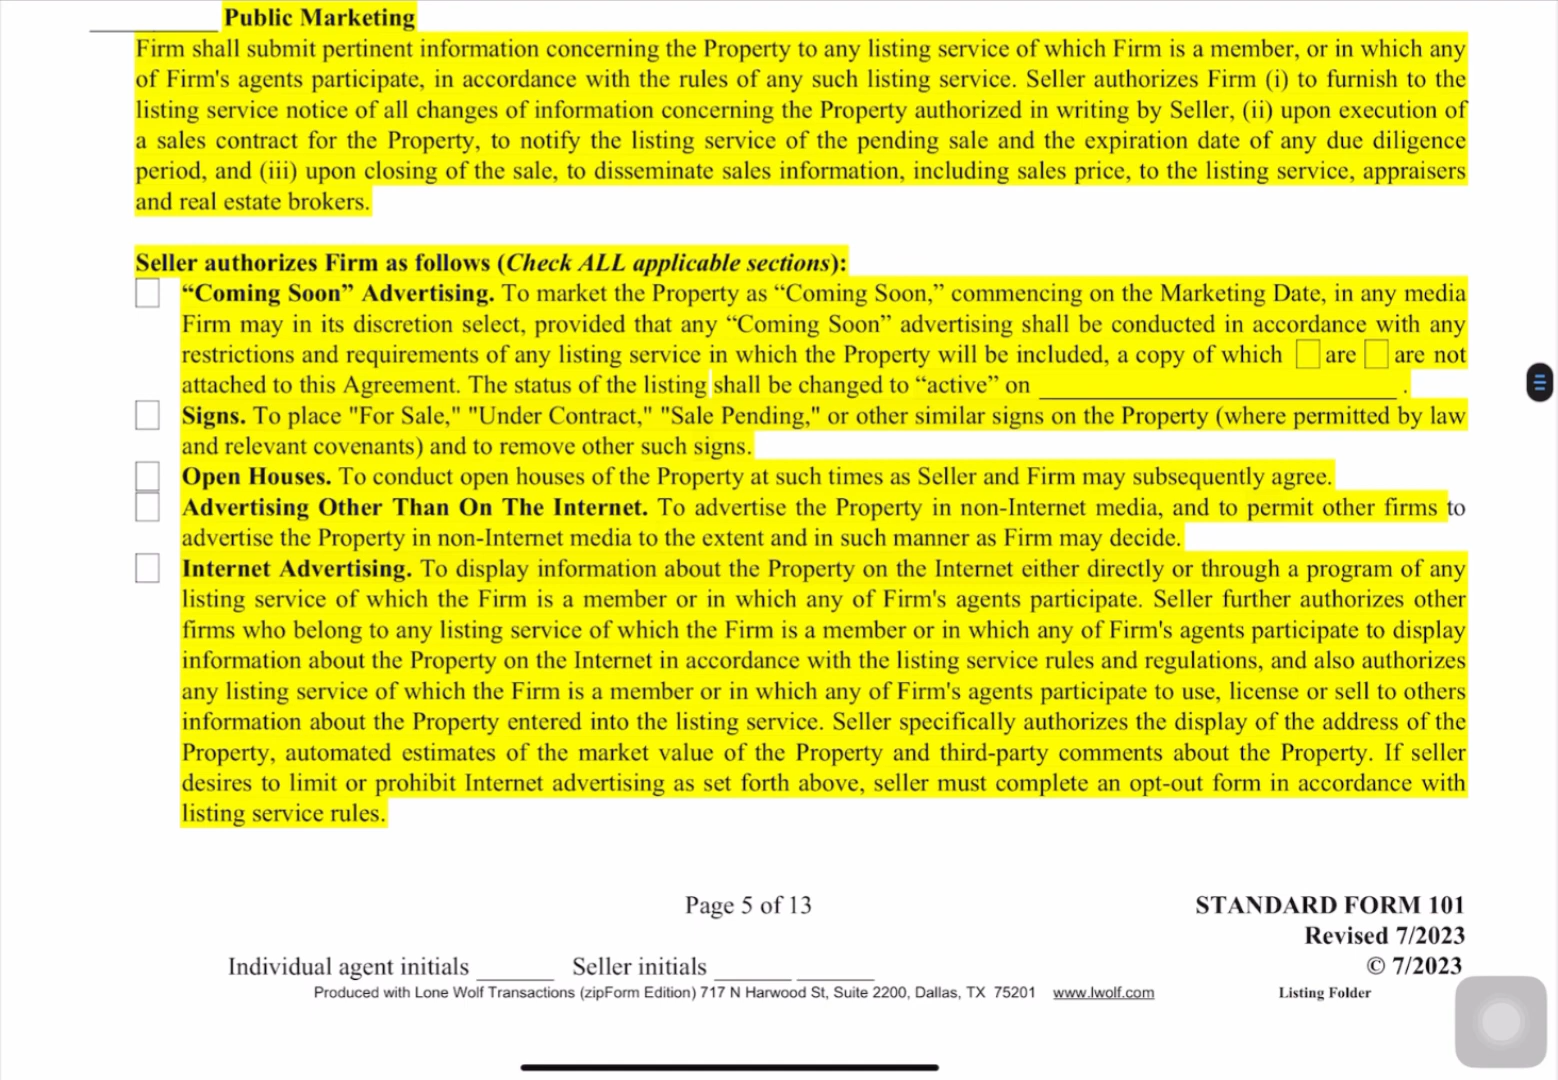 __________ Public Marketing
Firm shall submit pertinent information concerning the Property to any listing service of which Firm is a member, or in which any
of Firm's agents participate, in accordance with the rules of any such listing service. Seller authorizes Firm (i) to furnish to the
listing service notice of all changes of information concerning the Property authorized in writing by Seller, (ii) upon execution of
a sales contract for the Property, to notify the listing service of the pending sale and the expiration date of any due diligence
period, and (iii) upon closing of the sale, to disseminate sales information, including sales price, to the listing service, appraisers
and real estate brokers.
Seller authorizes Firm as follows (Check ALL applicable sections):
“Coming Soon” Advertising. To market the Property as “Coming Soon,” commencing on the Marketing Date, in any media
Firm may in its discretion select, provided that any “Coming Soon” advertising shall be conducted in accordance with any
restrictions and requirements of any listing service in which the Property will be included, a copy of which □ are □ are not
attached to this Agreement. The status of the listing shall be changed to “active” on ____________________________ .
Signs. To place "For Sale," "Under Contract," "Sale Pending," or other similar signs on the Property (where permitted by law
and relevant covenants) and to remove other such signs.
Open Houses. To conduct open houses of the Property at such times as Seller and Firm may subsequently agree.
Advertising Other Than On The Internet. To advertise the Property in non-Internet media, and to permit other firms to
advertise the Property in non-Internet media to the extent and in such manner as Firm may decide.
Internet Advertising. To display information about the Property on the Internet either directly or through a program of any
listing service of which the Firm is a member or in which any of Firm's agents participate. Seller further authorizes other
firms who belong to any listing service of which the Firm is a member or in which any of Firm's agents participate to display
information about the Property on the Internet in accordance with the listing service rules and regulations, and also authorizes
any listing service of which the Firm is a member or in which any of Firm's agents participate to use, license or sell to others
information about the Property entered into the listing service. Seller specifically authorizes the display of the address of the
Property, automated estimates of the market value of the Property and third-party comments about the Property. If seller
desires to limit or prohibit Internet advertising as set forth above, seller must complete an opt-out form in accordance with
listing service rules.
Page 5 of 13
STANDARD FORM 101
Revised 7/2023
© 7/2023
Individual agent initials ______ Seller initials ______ ______
Produced with Lone Wolf Transactions (zipForm Edition) 717 N Harwood St, Suite 2200, Dallas, TX 75201 www.lwolf.com Listing Folder